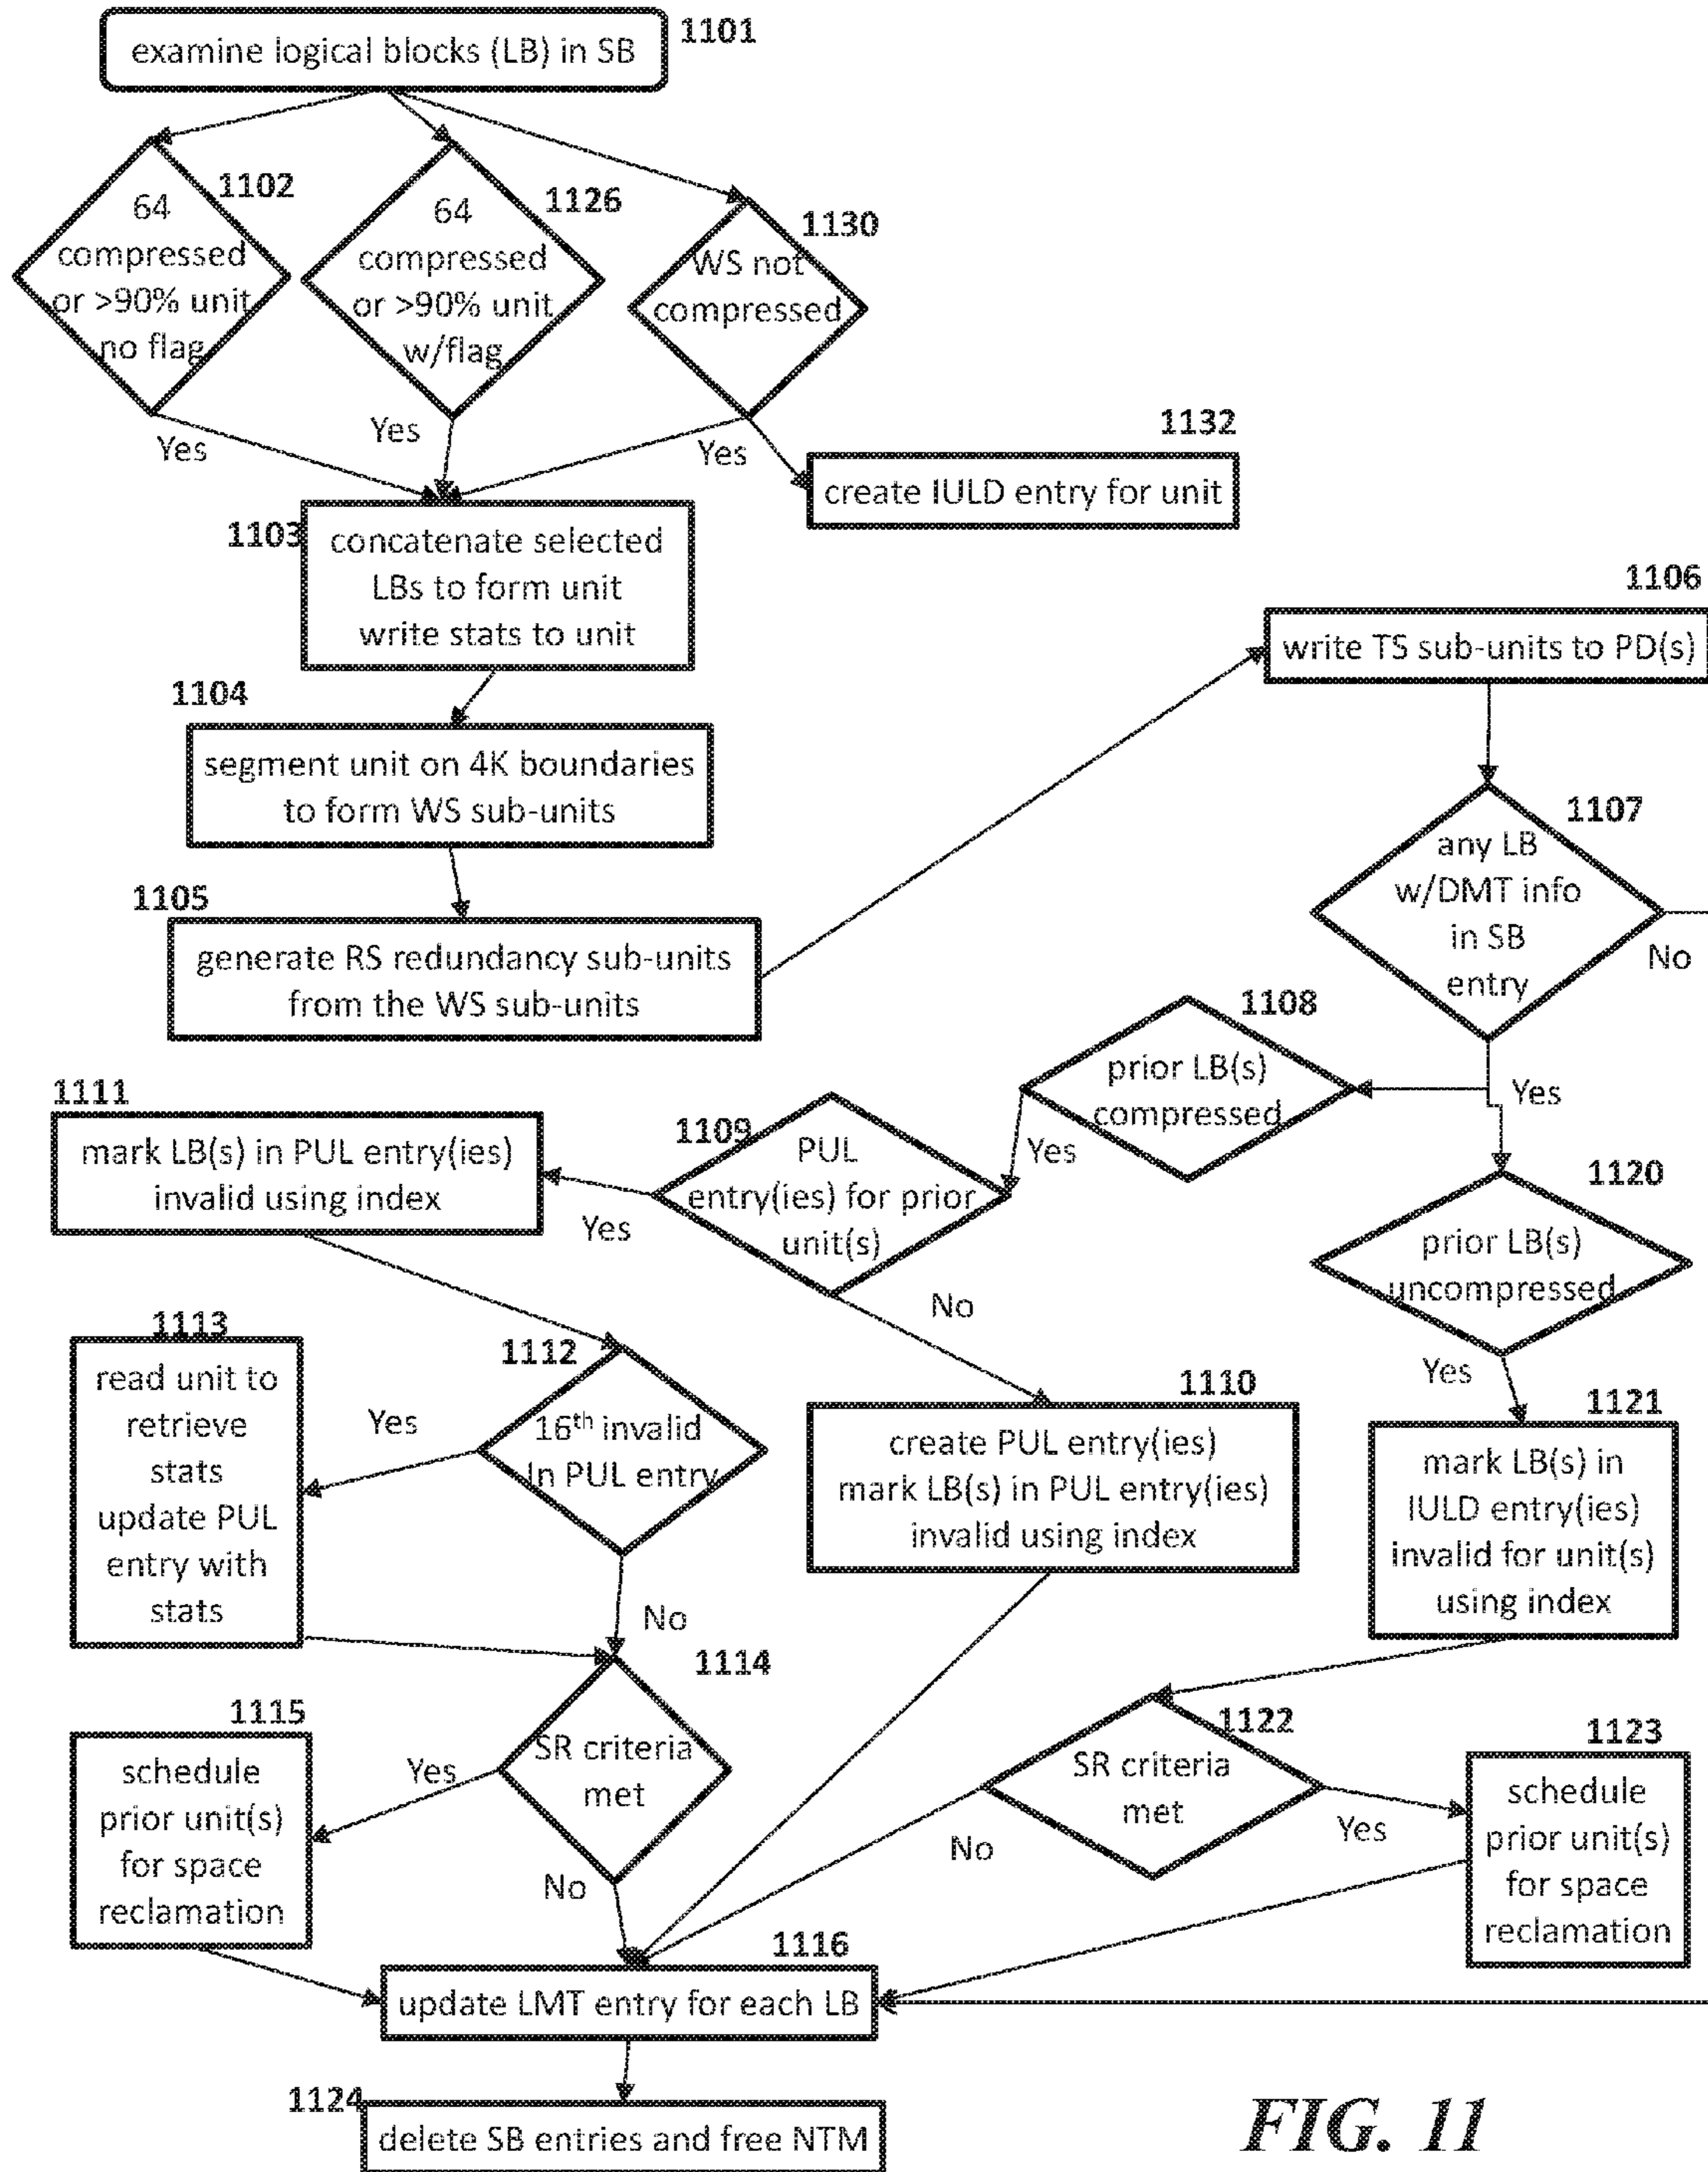 1101
examine logical blocks (LB) in SB
1102
64
compressed
or >90% unit
no flag
1126
64
compressed
or >90% unit
w/flag
1130
WS not
compressed
Yes
Yes
Yes
1132
create IULD entry for unit
1103
concatenate selected
LBs to form unit
write stats to unit
1104
segment unit on 4K boundaries
to form WS sub-units
1105
generate RS redundancy sub-units
from the WS sub-units
1106
write TS sub-units to PD(s)
1107
any LB
w/DMT info
in SB
entry
No
Yes
1108
prior LB(s)
compressed
Yes
1109
PUL
entry(ies) for prior
unit(s)
Yes
No
1111
mark LB(s) in PUL entry(ies)
invalid using index
1120
prior LB(s)
uncompressed
Yes
1113
read unit to
retrieve
stats
update PUL
entry with
stats
1112
16th invalid
In PUL entry
Yes
No
1110
create PUL entry(ies)
mark LB(s) in PUL entry(ies)
invalid using index
1121
mark LB(s) in
IULD entry(ies)
invalid for unit(s)
using index
1114
SR criteria
met
Yes
No
1115
schedule
prior unit(s)
for space
reclamation
1122
SR criteria
met
No
Yes
1123
schedule
prior unit(s)
for space
reclamation
1116
update LMT entry for each LB
1124
delete SB entries and free NTM
FIG. 11